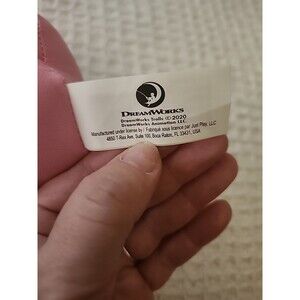 DREAMWORKS
DreamWorks Trolls © 2020
DreamWorks Animation LLC
Manufactured under license by / Fabriqué sous licence par Just Play, LLC
4850 T-Rex Ave, Suite 100, Boca Raton, FL 33431, USA